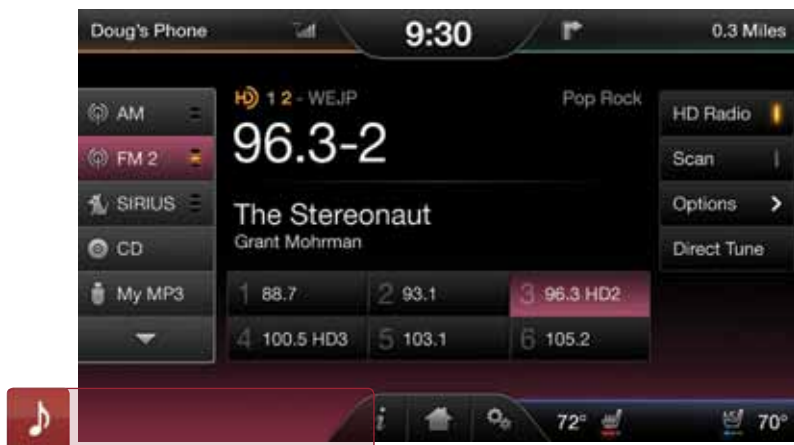 Doug's Phone
9:30
0.3 Miles
AM
FM 2
SIRIUS
CD
My MP3
HD 1 2 - WEJP
Pop Rock
96.3-2
The Stereonaut
Grant Mohrman
1 88.7
2 93.1
3 96.3 HD2
4 100.5 HD3
5 103.1
6 105.2
HD Radio
Scan
Options
Direct Tune
i
72°
70°